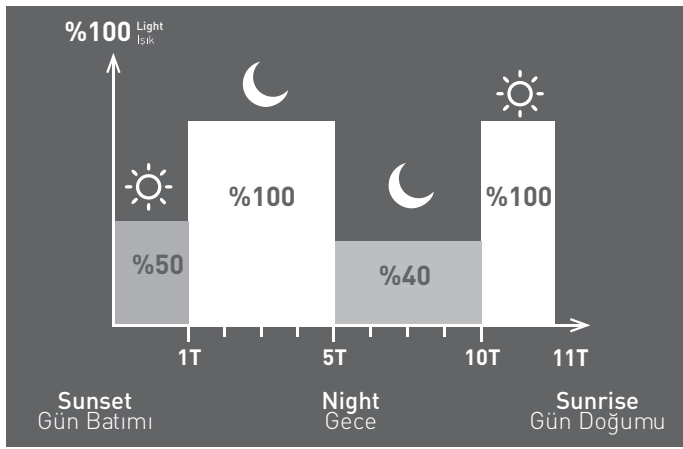 %100 Light
Işık
%100
%100
%50
%40
1T 5T 10T 11T
Sunset Night Sunrise
Gün Batımı Gece Gün Doğumu